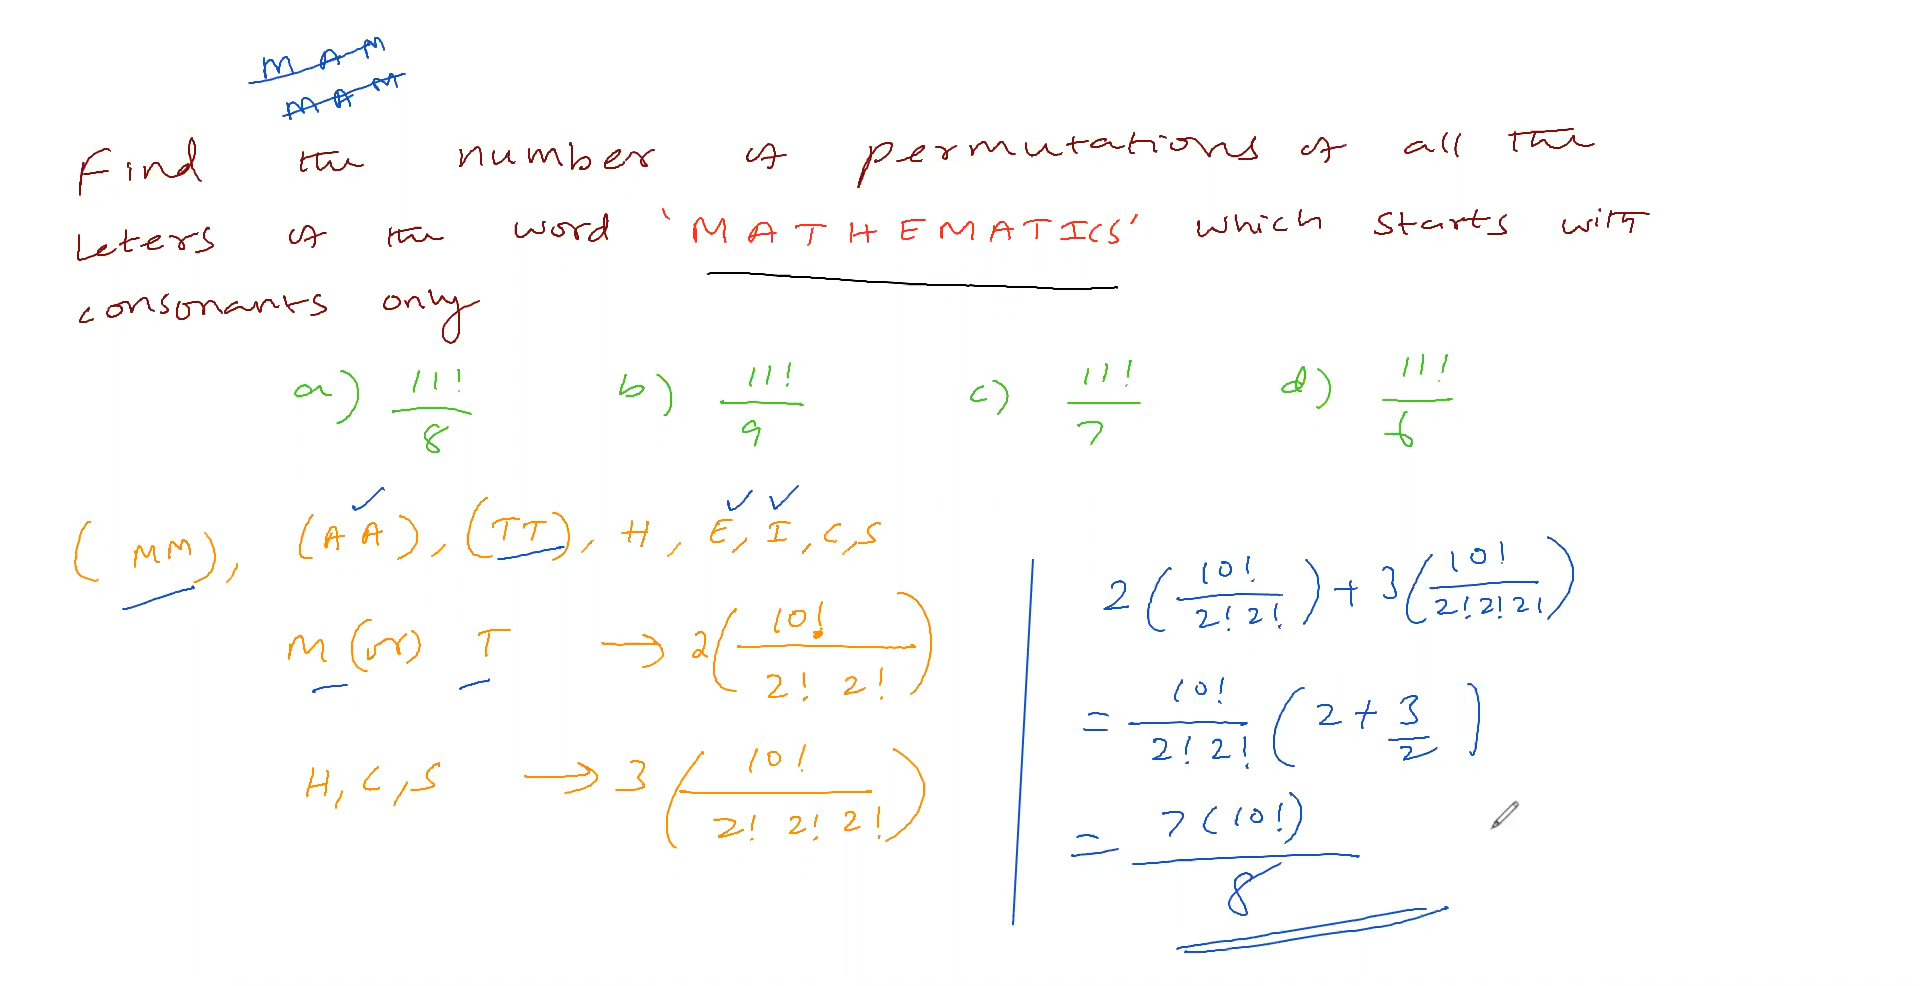 M A M
M A M
Find the number of permutations of all the
Leters of the word 'MATHEMATICS' which starts with
consonants only
a) 11!/8 b) 11!/9 c) 11!/7 d) 11!/6
(MM), (AA), (TT), H, E, I, C, S
M (or) T → 2(10!/2! 2!)
H, C, S → 3(10!/2! 2! 2!)
2(10!/2! 2!) + 3(10!/2! 2! 2!)
= 10!/2! 2! (2 + 3/2)
= 7(10!)/8